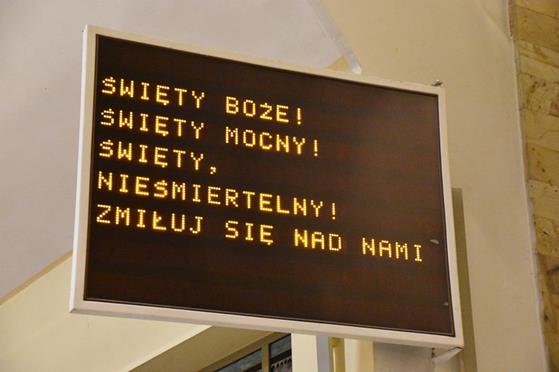 ŚWIĘTY BOŻE!
ŚWIĘTY MOCNY!
ŚWIĘTY,
NIEŚMIERTELNY!
ZMIŁUJ SIĘ NAD NAMI